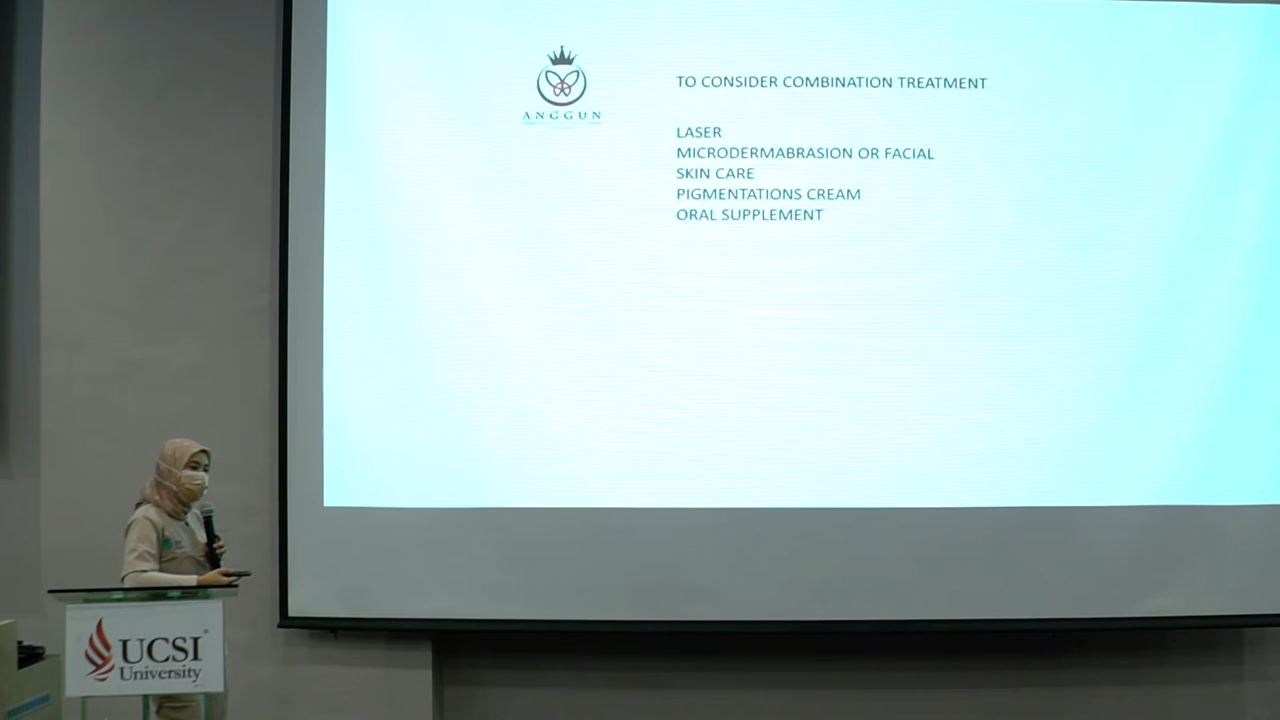 ANGGUN
TO CONSIDER COMBINATION TREATMENT
LASER
MICRODERMABRASION OR FACIAL
SKIN CARE
PIGMENTATIONS CREAM
ORAL SUPPLEMENT
UCSI
University